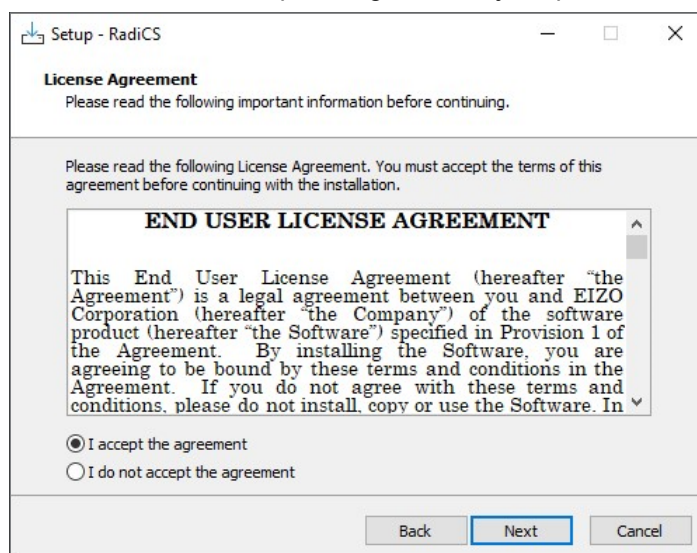 Setup - RadiCS
License Agreement
Please read the following important information before continuing.
Please read the following License Agreement. You must accept the terms of this
agreement before continuing with the installation.
END USER LICENSE AGREEMENT
This End User License Agreement (hereafter “the
Agreement”) is a legal agreement between you and EIZO
Corporation (hereafter “the Company”) of the software
product (hereafter “the Software”) specified in Provision 1 of
the Agreement. By installing the Software, you are
agreeing to be bound by these terms and conditions in the
Agreement. If you do not agree with these terms and
conditions, please do not install, copy or use the Software. In
I accept the agreement
I do not accept the agreement
Back Next Cancel